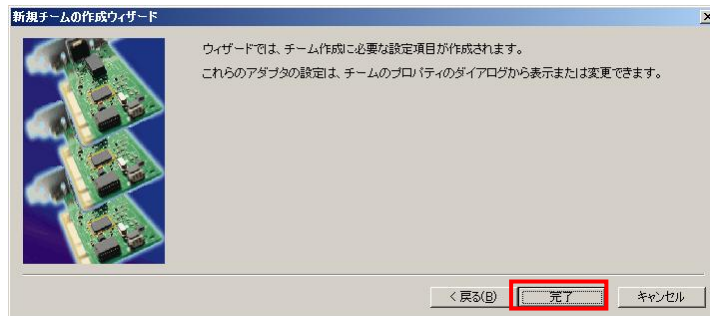 新規チームの作成ウィザード
ウィザードでは、チーム作成に必要な設定項目が作成されます。
これらのアダプタの設定は、チームのプロパティのダイアログから表示または変更できます。
< 戻る(B)
完了
キャンセル